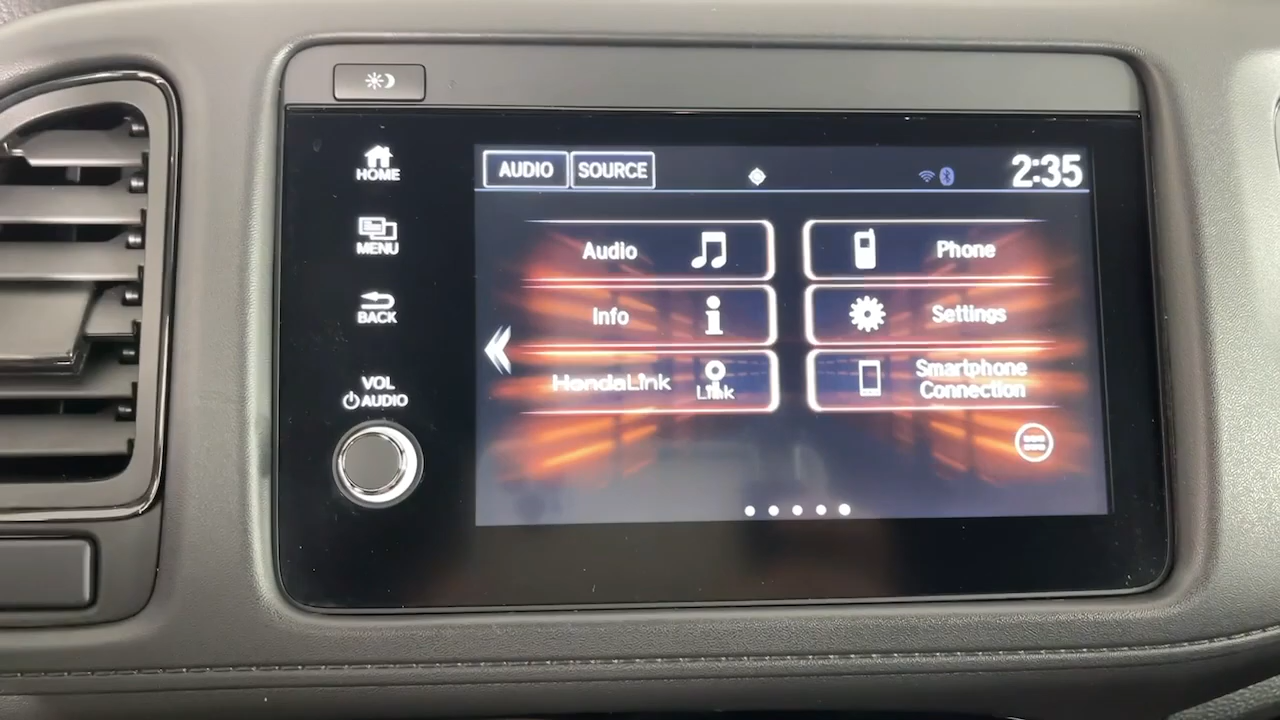 HOME
MENU
BACK
VOL
AUDIO
AUDIO SOURCE 2:35
Audio Phone
Info Settings
HondaLink Link Smartphone
Connection